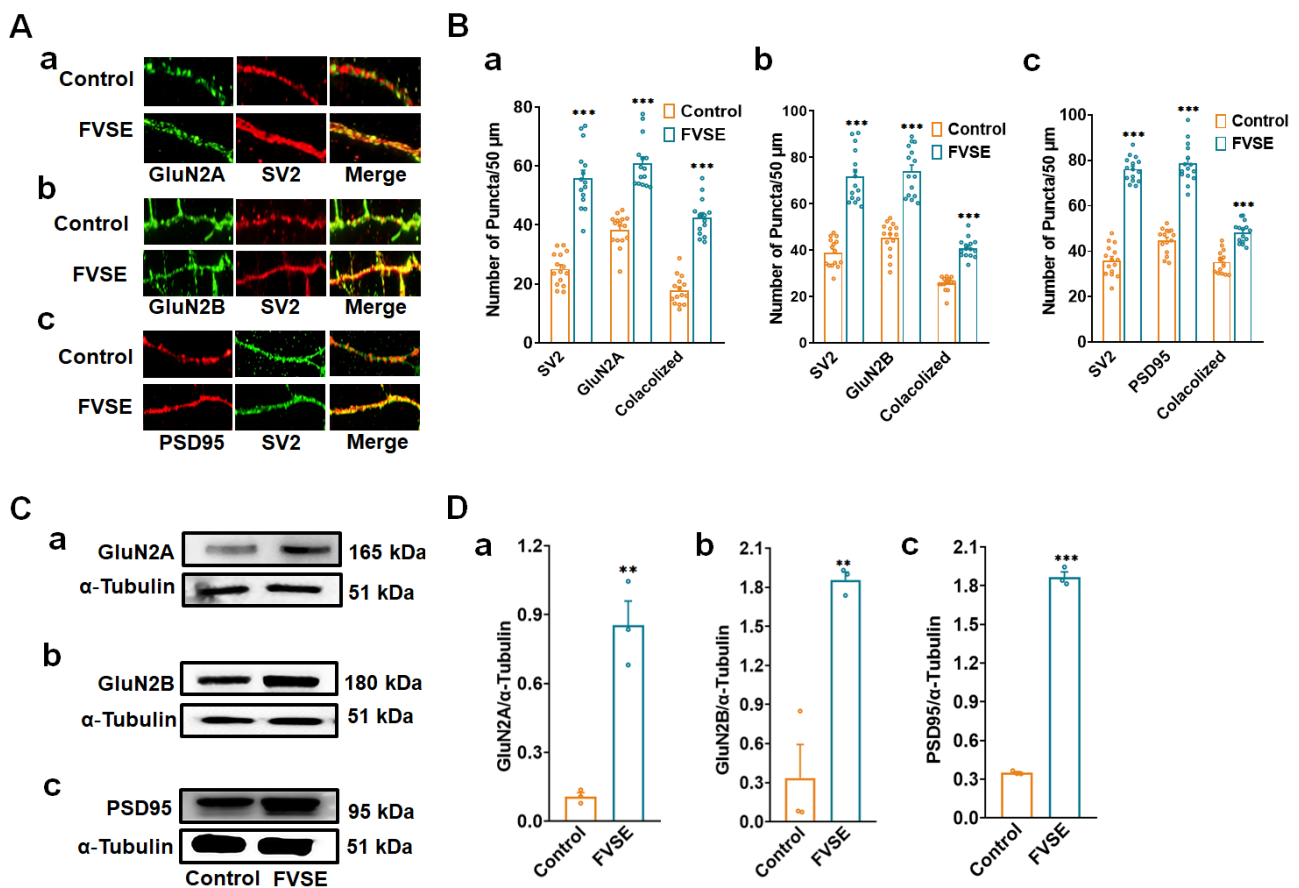 A
a
Control
FVSE
GluN2A SV2 Merge
b
Control
FVSE
GluN2B SV2 Merge
c
Control
FVSE
PSD95 SV2 Merge
B
a
Number of Puncta/50 μm
80
60
40
20
0
*** *** ***
Control
FVSE
SV2 GluN2A Colacolized
b
Number of Puncta/50 μm
100
80
60
40
20
0
*** *** ***
Control
FVSE
SV2 GluN2B Colacolized
c
Number of Puncta/50 μm
100
80
60
40
20
0
*** *** ***
Control
FVSE
SV2 PSD95 Colacolized
C
a
GluN2A 165 kDa
α-Tubulin 51 kDa
b
GluN2B 180 kDa
α-Tubulin 51 kDa
c
PSD95 95 kDa
α-Tubulin 51 kDa
Control FVSE
D
a
GluN2A/α-Tubulin
1.2
0.9
0.6
0.3
0.0
**
Control FVSE
b
GluN2B/α-Tubulin
2.1
1.8
1.5
1.2
0.9
0.6
0.3
0.0
**
Control FVSE
c
PSD95/α-Tubulin
2.1
1.8
1.5
1.2
0.9
0.6
0.3
0.0
***
Control FVSE